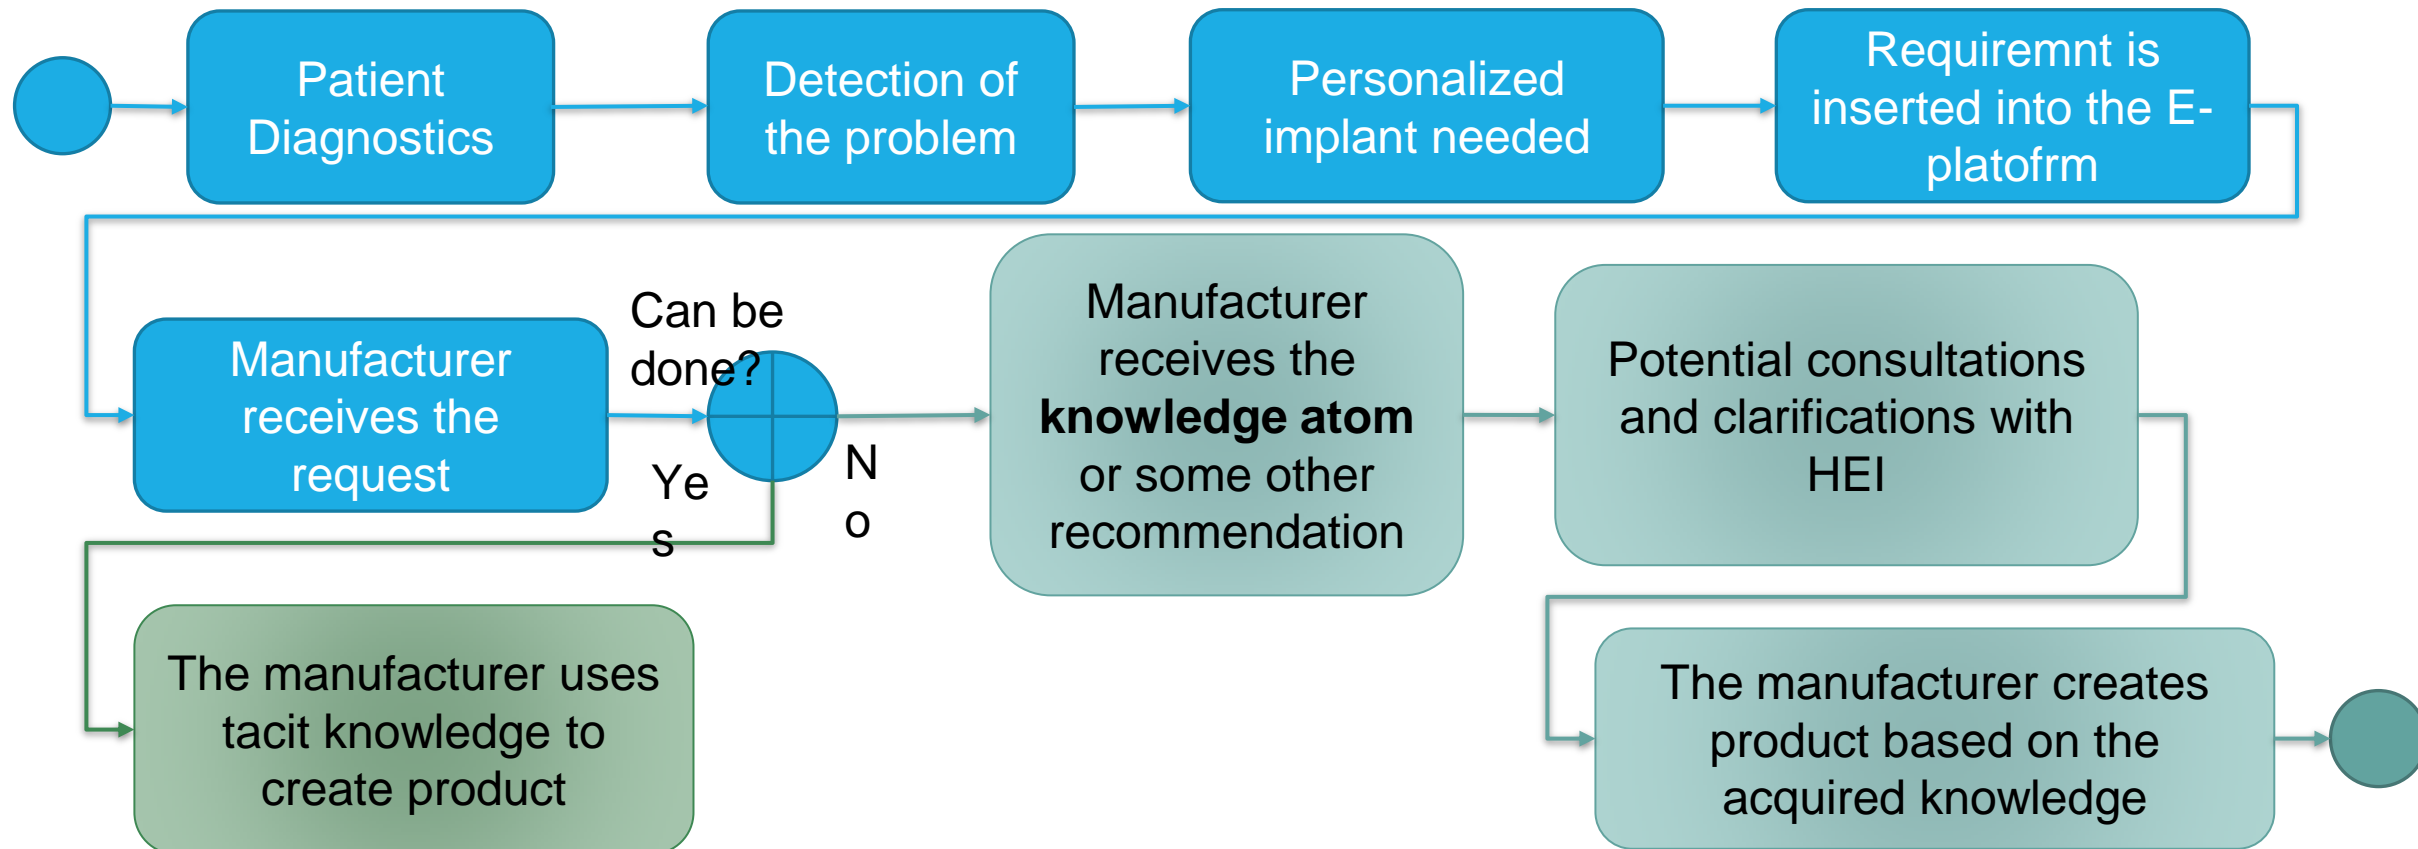 Patient
Diagnostics
Detection of
the problem
Personalized
implant needed
Requiremnt is
inserted into the E-
platofrm
Manufacturer
receives the
request
Can be
done?
Ye
s
N
o
Manufacturer
receives the
knowledge atom
or some other
recommendation
Potential consultations
and clarifications with
HEI
The manufacturer uses
tacit knowledge to
create product
The manufacturer creates
product based on the
acquired knowledge